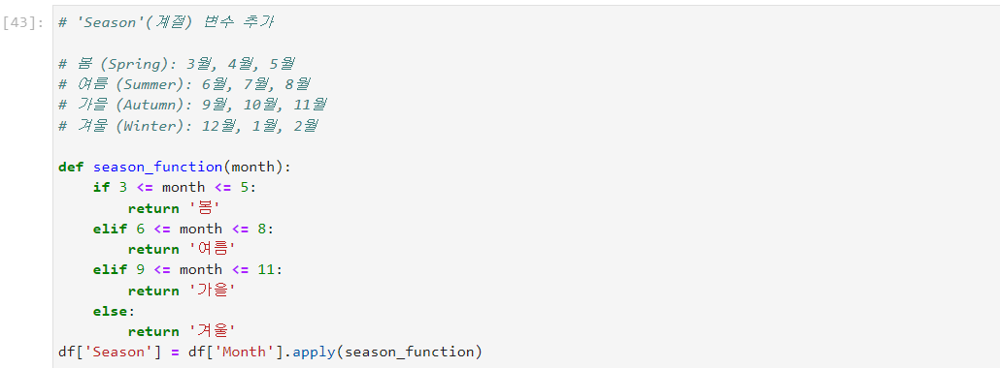 [43]:
# 'Season'(계절) 변수 추가
# 봄 (Spring): 3월, 4월, 5월
# 여름 (Summer): 6월, 7월, 8월
# 가을 (Autumn): 9월, 10월, 11월
# 겨울 (Winter): 12월, 1월, 2월
def season_function(month):
    if 3 <= month <= 5:
        return '봄'
    elif 6 <= month <= 8:
        return '여름'
    elif 9 <= month <= 11:
        return '가을'
    else:
        return '겨울'
df['Season'] = df['Month'].apply(season_function)